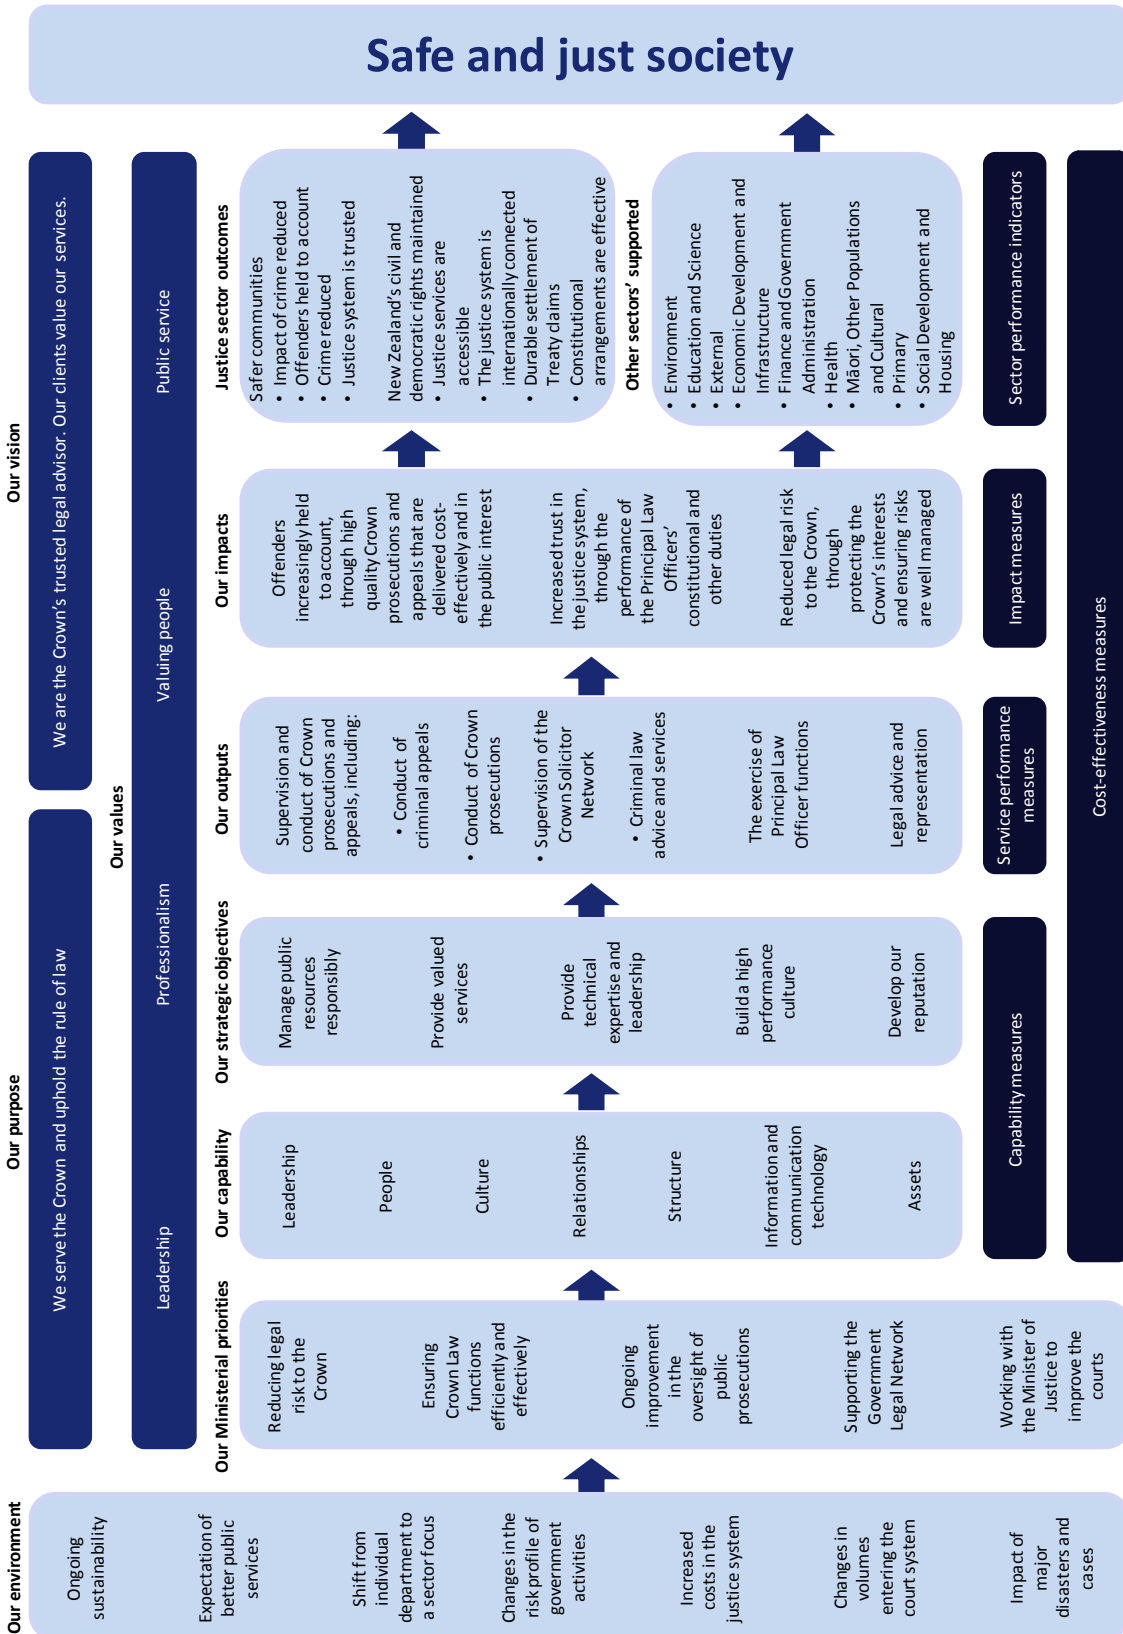 Our environment
Ongoing
sustainability
Expectation of
better public
services
Shift from
individual
department to
a sector focus
Changes in the
risk profile of
government
activities
Increased
costs in the
justice system
Changes in
volumes
entering the
court system
Impact of
major
disasters and
cases
Our purpose
We serve the Crown and uphold the rule of law
Our vision
We are the Crown's trusted legal advisor. Our clients value our services.
Our values
Leadership
Professionalism
Valuing people
Public service
Our Ministerial priorities
Reducing legal
risk to the
Crown
Ensuring
Crown Law
functions
efficiently and
effectively
Ongoing
improvement
in the
oversight of
public
prosecutions
Supporting the
Government
Legal Network
Working with
the Minister of
Justice to
improve the
courts
Our capability
Leadership
People
Culture
Relationships
Structure
Information and
communication
technology
Assets
Our strategic objectives
Manage public
resources
responsibly
Provide valued
services
Provide
technical
expertise and
leadership
Build a high
performance
culture
Develop our
reputation
Our outputs
Supervision and
conduct of Crown
prosecutions and
appeals, including:
• Conduct of
criminal appeals
• Conduct of Crown
prosecutions
• Supervision of the
Crown Solicitor
Network
• Criminal law
advice and services
The exercise of
Principal Law
Officer functions
Legal advice and
representation
Our impacts
Offenders
increasingly held
to account,
through high
quality Crown
prosecutions and
appeals that are
delivered cost-
effectively and in
the public interest
Increased trust in
the justice system,
through the
performance of
the Principal Law
Officers'
constitutional and
other duties
Reduced legal risk
to the Crown,
through
protecting the
Crown's interests
and ensuring risks
are well managed
Justice sector outcomes
Safer communities
• Impact of crime reduced
• Offenders held to account
• Crime reduced
• Justice system is trusted
New Zealand's civil and
democratic rights maintained
• Justice services are
accessible
• The justice system is
internationally connected
• Durable settlement of
Treaty claims
• Constitutional
arrangements are effective
Other sectors' supported
• Environment
• Education and Science
• External
• Economic Development and
Infrastructure
• Finance and Government
Administration
• Health
• Māori, Other Populations
and Cultural
• Primary
• Social Development and
Housing
Safe and just society
Capability measures
Service performance
measures
Impact measures
Sector performance indicators
Cost-effectiveness measures